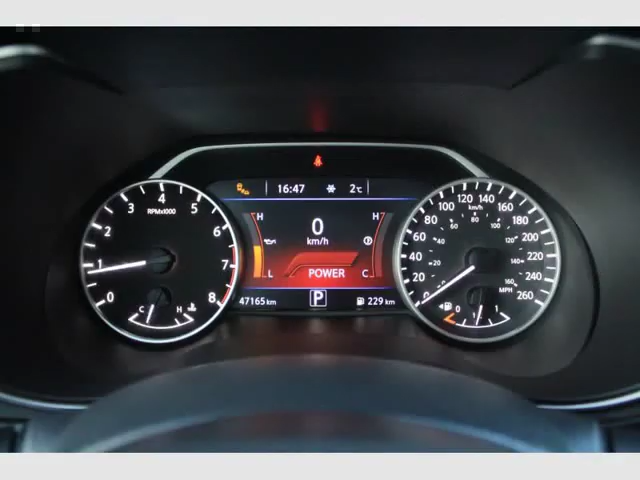 16:47 2℃
0 1 2 3 4 5 6 7 8
RPMx1000
C H
H H
0
km/h
L C
POWER
47165 km P 229 km
0 20 40 60 80 100 120 140 160 180 200 220 240 260
km/h
20 40 60 80 100 120 140 160
MPH
0 1